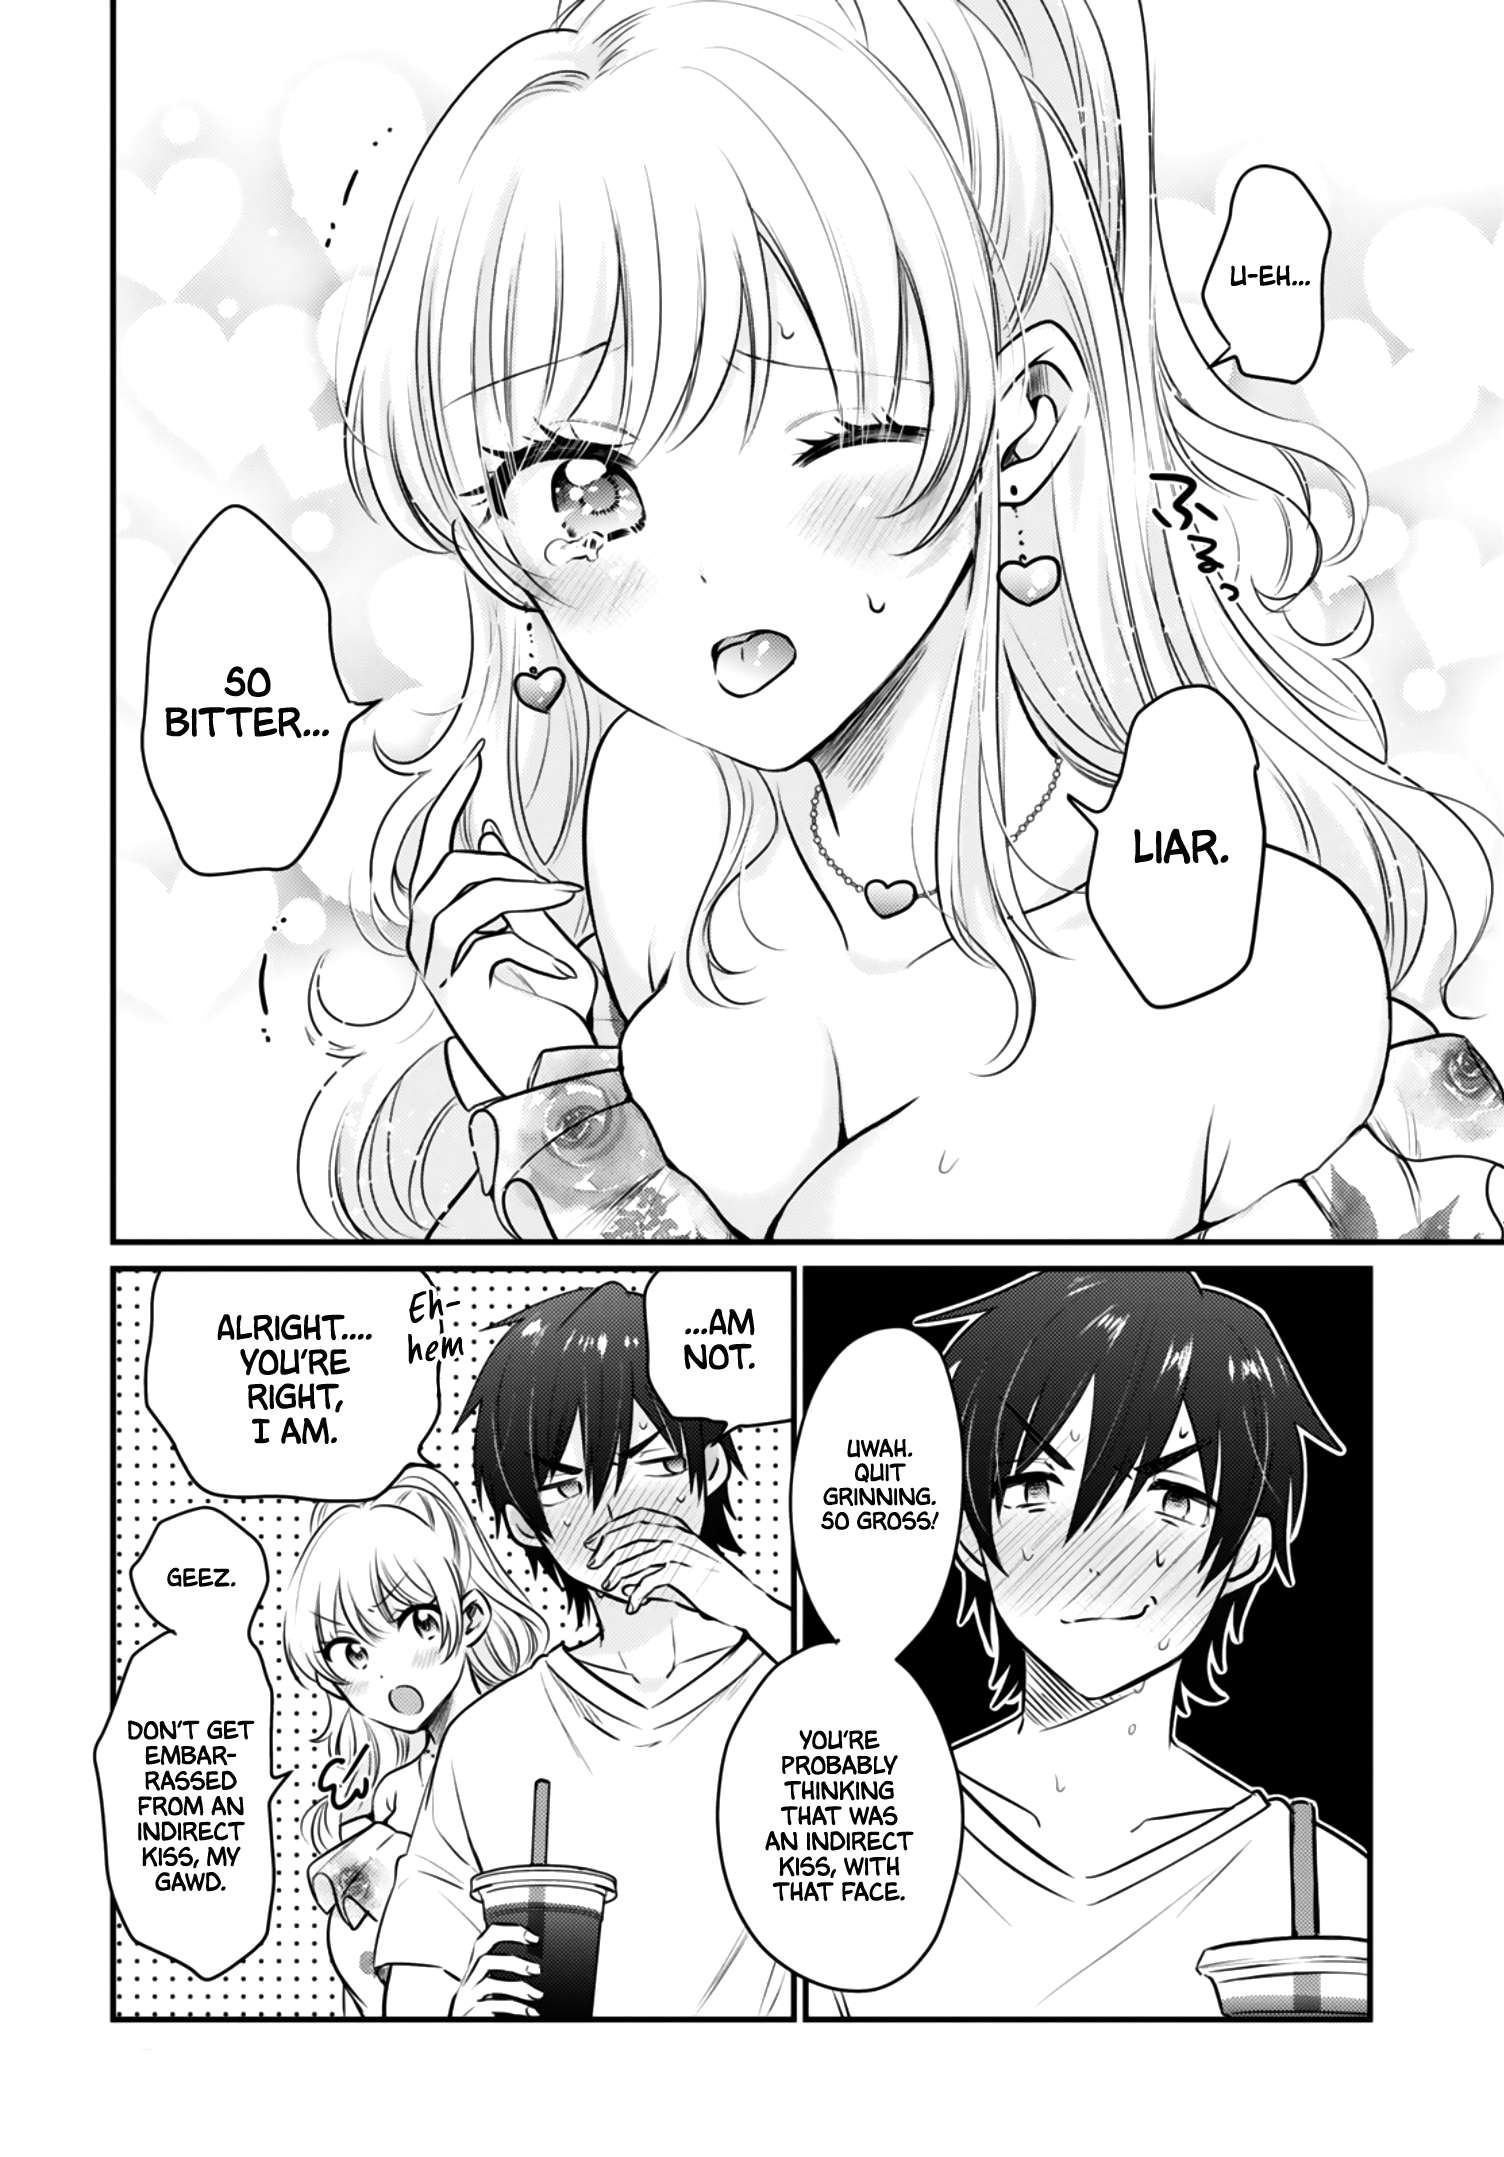 U-EH...
ふるっ
LIAR.
SO
BITTER...
UWAH.
QUIT
GRINNING.
SO GROSS!
YOU'RE
PROBABLY
THINKING
THAT WAS
AN INDIRECT
KISS, WITH
THAT FACE.
...AM
NOT.
Eh-
hem
ALRIGHT....
YOU'RE
RIGHT,
I AM.
GEEZ.
DON'T GET
EMBAR-
RASSED
FROM AN
INDIRECT
KISS, MY
GAWD.